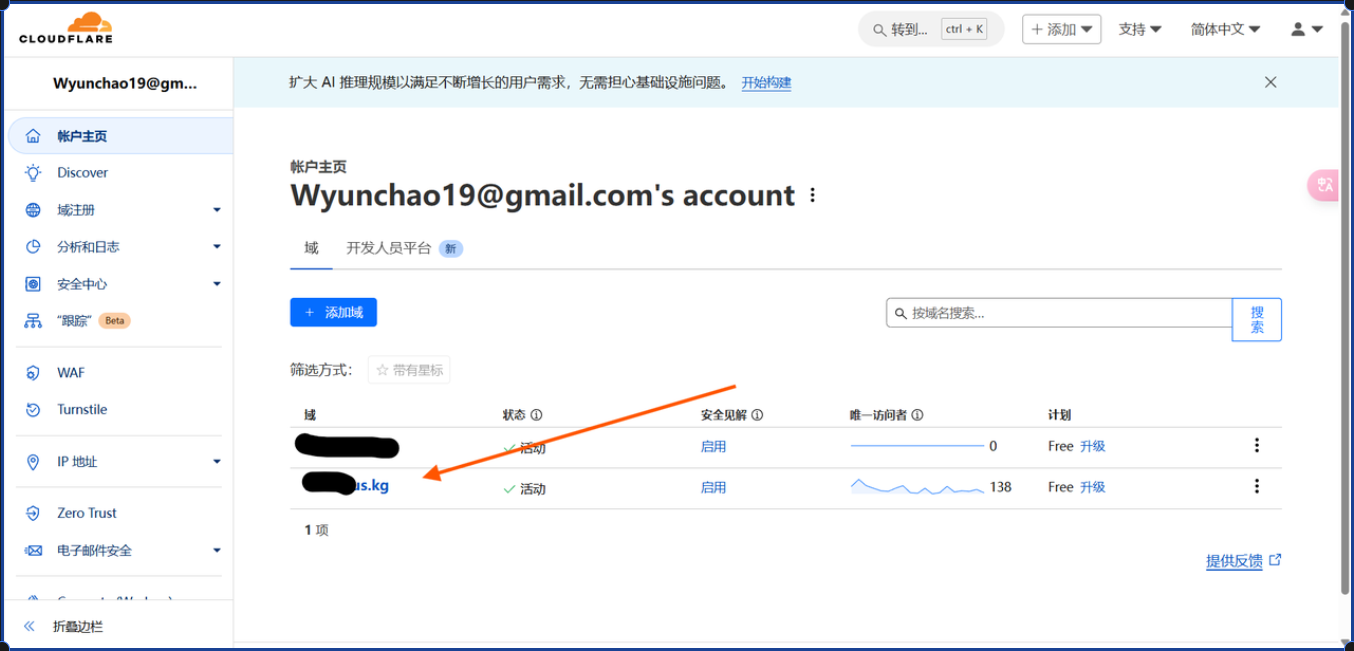 CLOUDFLARE
转到...
ctrl + K
添加
支持
简体中文
Wyunchao19@gm...
扩大 AI 推理规模以满足不断增长的用户需求，无需担心基础设施问题。 开始构建
帐户主页
Discover
域注册
分析和日志
安全中心
“跟踪” Beta
WAF
Turnstile
IP 地址
Zero Trust
电子邮件安全
折叠边栏
帐户主页
Wyunchao19@gmail.com's account
域 开发人员平台 新
+ 添加域
按域名搜索...
搜
索
筛选方式： 带有星标
域 状态 安全见解 唯一访问者 计划
活动 启用 0 Free 升级
us.kg 活动 启用 138 Free 升级
1 项
提供反馈